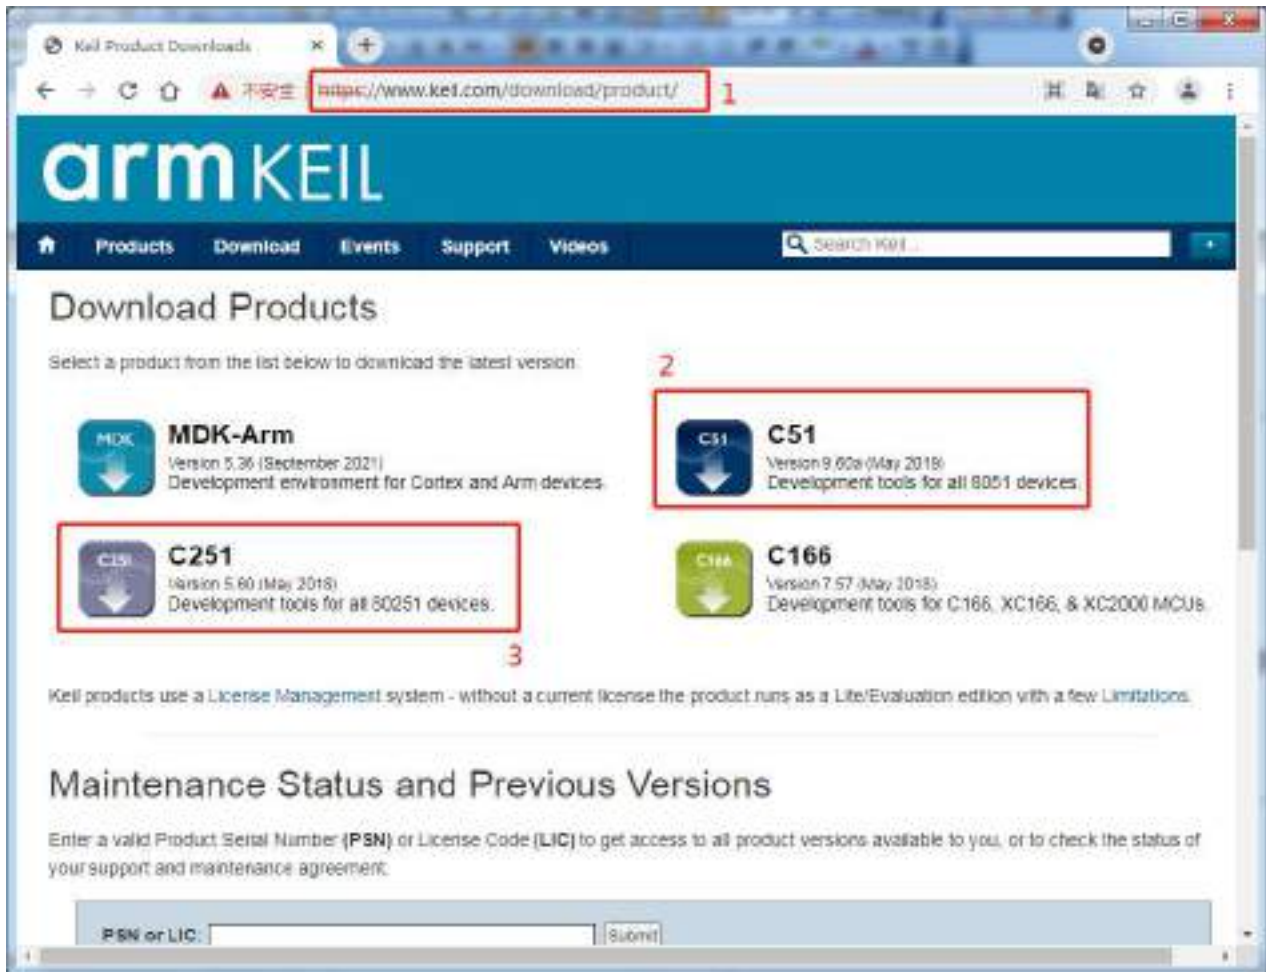 Keil Product Downloads
不安全 https://www.keil.com/download/product/ 1
arm KEIL
Products Download Events Support Videos Search Keil...
Download Products
Select a product from the list below to download the latest version.
2
MDK
MDK-Arm
Version 5.36 (September 2021)
Development environment for Cortex and Arm devices.
C51
C51
Version 9.60a (May 2019)
Development tools for all 8051 devices.
C251
C251
Version 5.60 (May 2018)
Development tools for all 80251 devices.
C166
C166
Version 7.57 (May 2018)
Development tools for C166, XC166, & XC2000 MCUs.
3
Keil products use a License Management system - without a current license the product runs as a Lite/Evaluation edition with a few Limitations.
Maintenance Status and Previous Versions
Enter a valid Product Serial Number (PSN) or License Code (LIC) to get access to all product versions available to you, or to check the status of
your support and maintenance agreement.
PSN or LIC: Submit